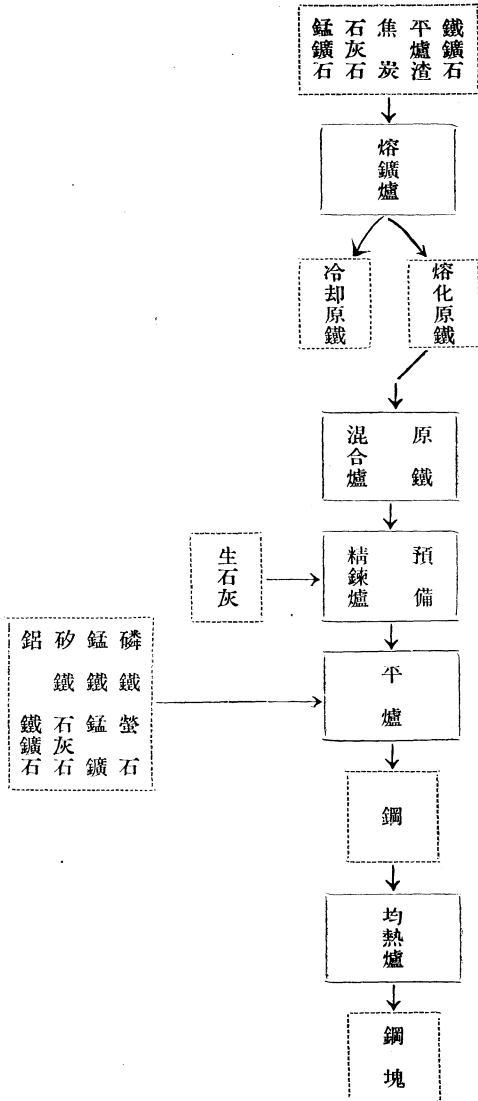 鐵鑛石
平爐渣
焦炭
石灰石
錳鑛石
熔鑛爐
熔化原鐵
冷却原鐵
原鐵
混合爐
預備
精鍊爐
生石灰
平爐
磷鐵
錳鐵
矽鐵
鋁
螢石
錳鑛
石灰石
鐵鑛石
鋼
均熱爐
鋼塊